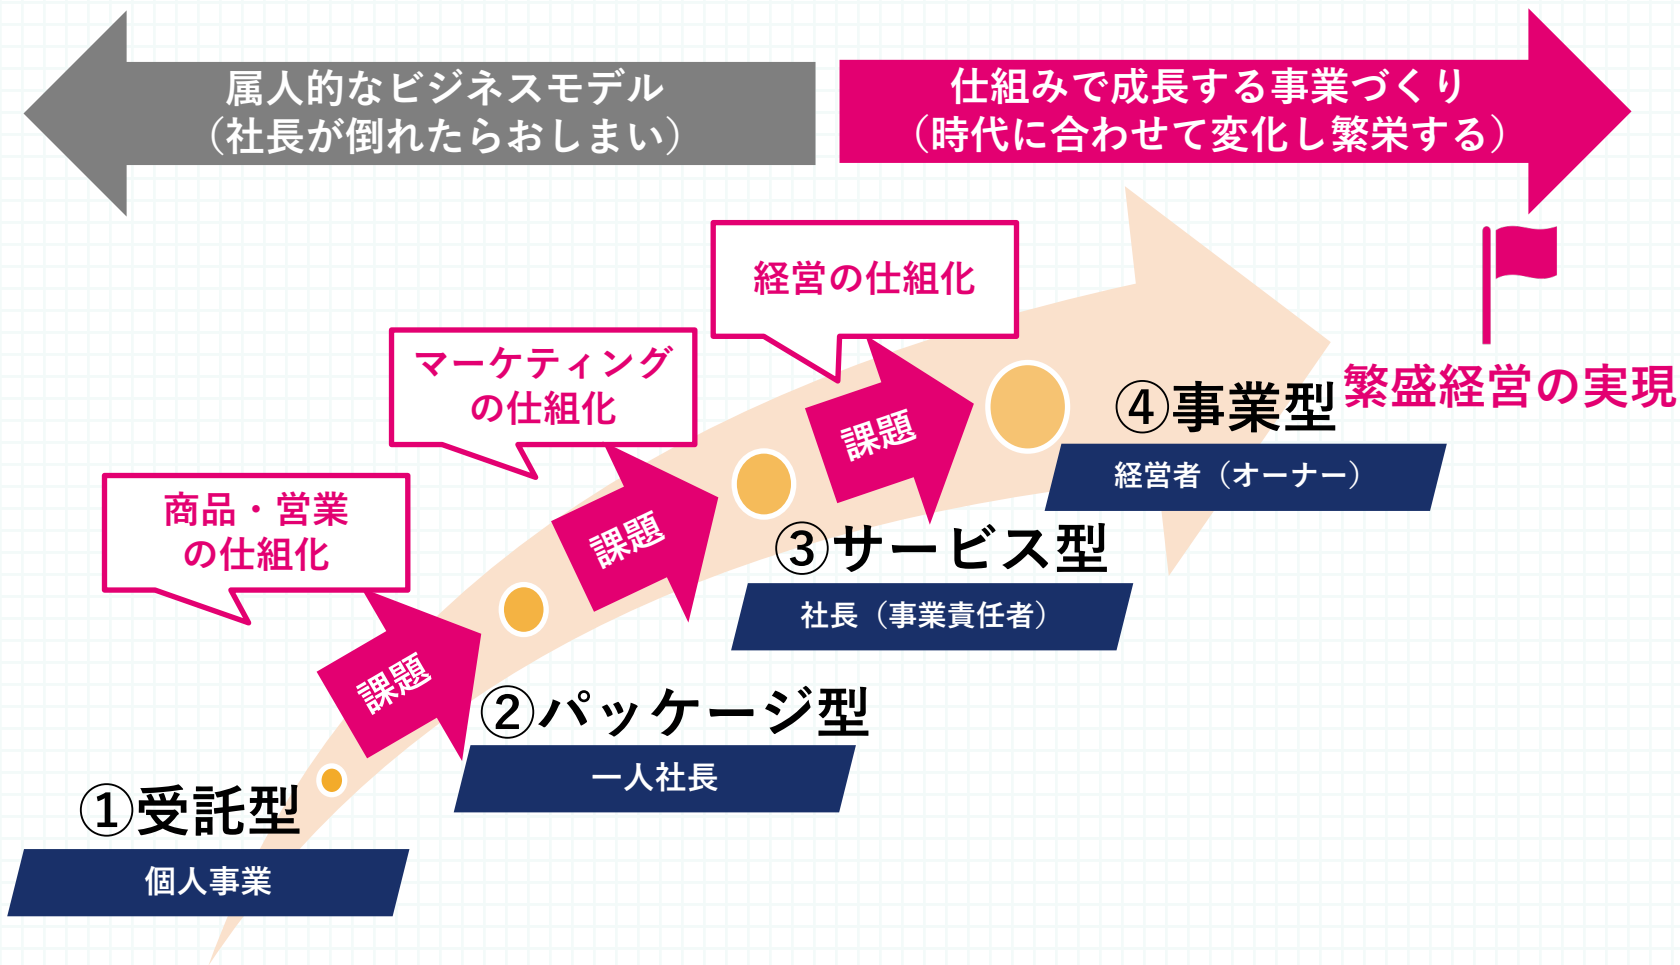 属人的なビジネスモデル
（社長が倒れたらおしまい）
仕組みで成長する事業づくり
（時代に合わせて変化し繁栄する）
経営の仕組化
マーケティング
の仕組化
商品・営業
の仕組化
課題
課題
課題
繁盛経営の実現
④事業型
経営者（オーナー）
③サービス型
社長（事業責任者）
②パッケージ型
一人社長
①受託型
個人事業